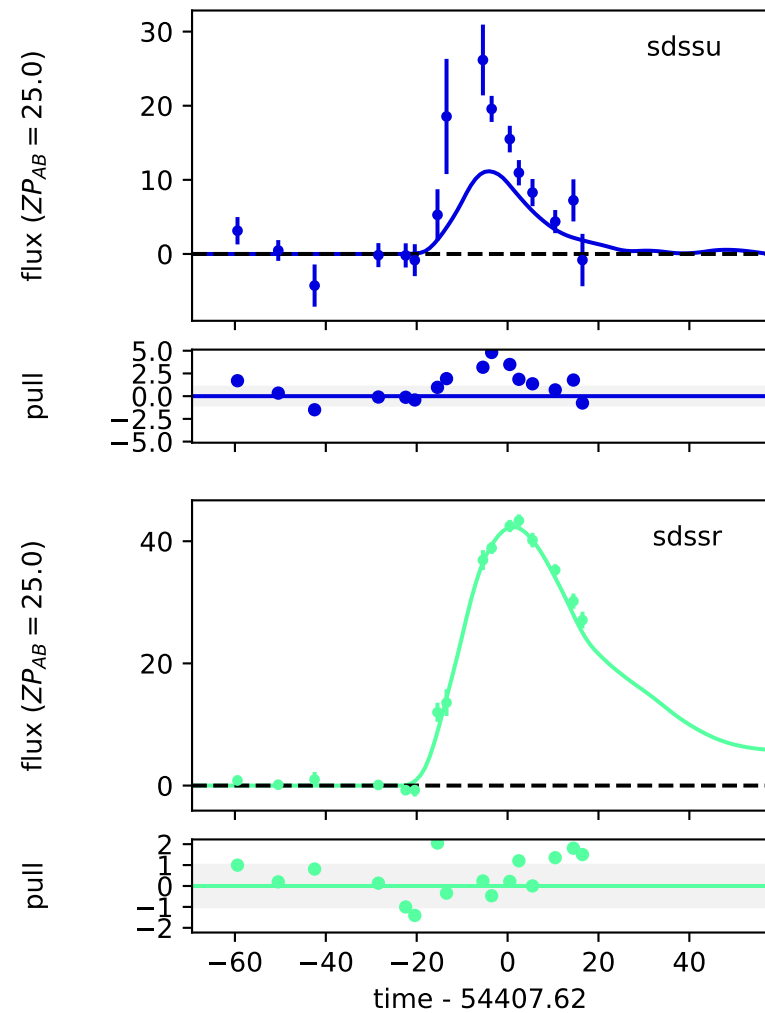 sdssu
flux (ZP_AB = 25.0)
30
20
10
0
pull
5.0
2.5
0.0
−2.5
−5.0
sdssr
flux (ZP_AB = 25.0)
40
20
0
pull
2
1
0
−1
−2
−60 −40 −20 0 20 40
time - 54407.62